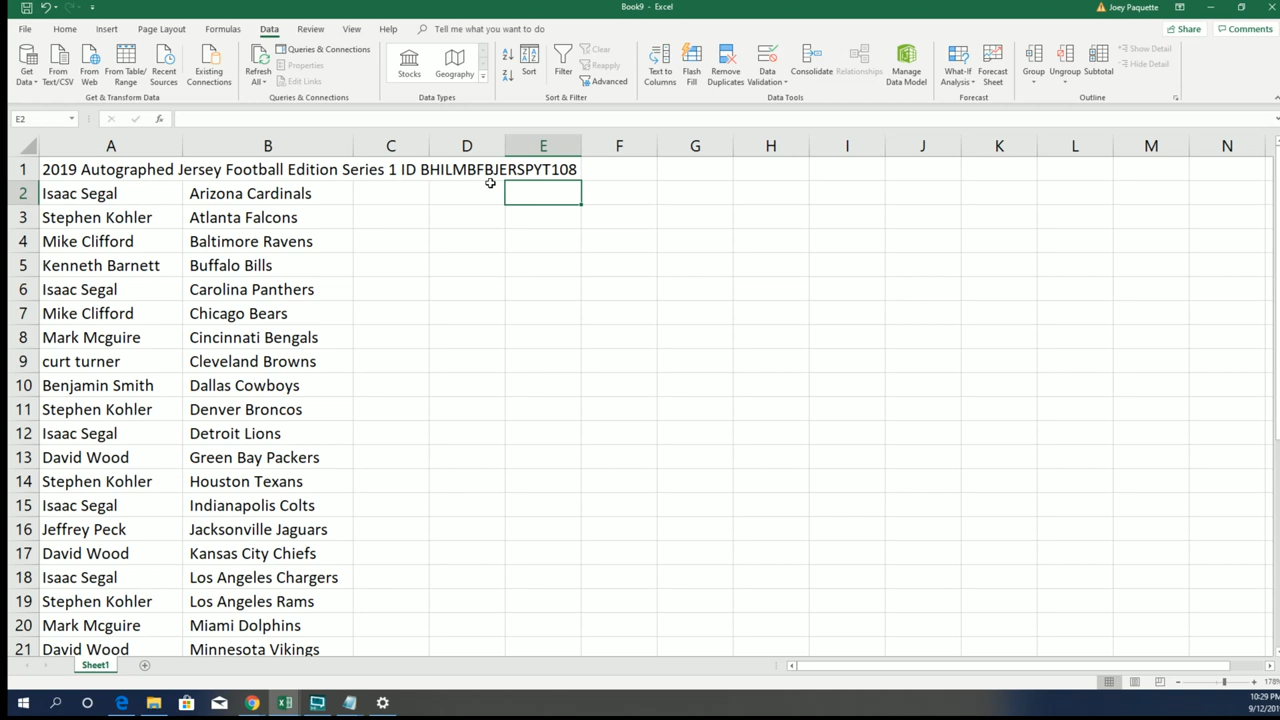 Book9 - Excel
Joey Paquette
File Home Insert Page Layout Formulas Data Review View Help Tell me what you want to do
Share Comments
Get Data From Text/CSV From Web From Table/ Range Recent Sources Existing Connections
Refresh All Queries & Connections Properties Edit Links
Stocks Geography
Sort Filter Clear Reapply Advanced
Text to Columns Flash Fill Remove Duplicates Data Validation Consolidate Relationships Manage Data Model
What-If Analysis Forecast Sheet Group Ungroup Subtotal Show Detail Hide Detail
Get & Transform Data Queries & Connections Data Types Sort & Filter Data Tools Forecast Outline
E2 fx
A B C D E F G H I J K L M N
1 2019 Autographed Jersey Football Edition Series 1 ID BHILMBFBJERSPYT108
2 Isaac Segal Arizona Cardinals
3 Stephen Kohler Atlanta Falcons
4 Mike Clifford Baltimore Ravens
5 Kenneth Barnett Buffalo Bills
6 Isaac Segal Carolina Panthers
7 Mike Clifford Chicago Bears
8 Mark Mcguire Cincinnati Bengals
9 curt turner Cleveland Browns
10 Benjamin Smith Dallas Cowboys
11 Stephen Kohler Denver Broncos
12 Isaac Segal Detroit Lions
13 David Wood Green Bay Packers
14 Stephen Kohler Houston Texans
15 Isaac Segal Indianapolis Colts
16 Jeffrey Peck Jacksonville Jaguars
17 David Wood Kansas City Chiefs
18 Isaac Segal Los Angeles Chargers
19 Stephen Kohler Los Angeles Rams
20 Mark Mcguire Miami Dolphins
21 David Wood Minnesota Vikings
Sheet1
178%
10:29 PM
9/12/201